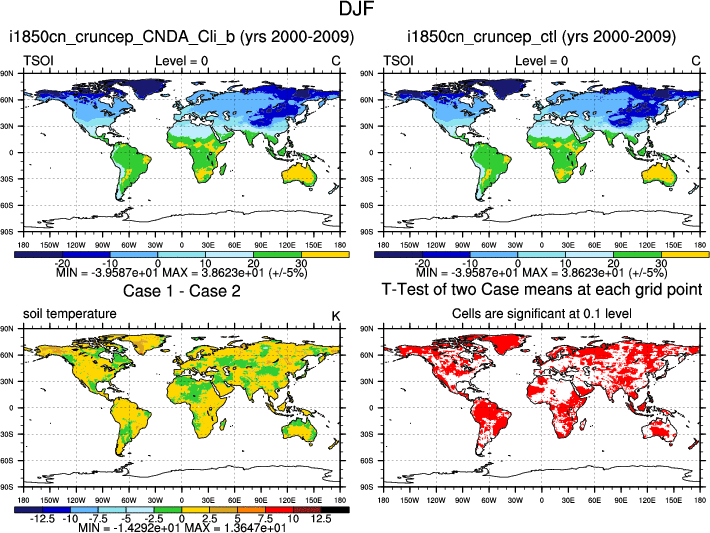 DJF
i1850cn_cruncep_CNDA_Cli_b (yrs 2000-2009)
TSOI Level = 0 C
90N
60N
30N
0
30S
60S
90S
180 150W 120W 90W 60W 30W 0 30E 60E 90E 120E 150E 180
-20 -10 0 10 20 30
MIN = -3.9587e+01 MAX = 3.8623e+01 (+/-5%)
i1850cn_cruncep_ctl (yrs 2000-2009)
TSOI Level = 0 C
90N
60N
30N
0
30S
60S
90S
180 150W 120W 90W 60W 30W 0 30E 60E 90E 120E 150E 180
-20 -10 0 10 20 30
MIN = -3.9587e+01 MAX = 3.8623e+01 (+/-5%)
Case 1 - Case 2
soil temperature K
90N
60N
30N
0
30S
60S
90S
180 150W 120W 90W 60W 30W 0 30E 60E 90E 120E 150E 180
-12.5 -10 -7.5 -5 -2.5 0 2.5 5 7.5 10 12.5
MIN = -1.4292e+01 MAX = 1.3647e+01
T-Test of two Case means at each grid point
Cells are significant at 0.1 level
90N
60N
30N
0
30S
60S
90S
180 150W 120W 90W 60W 30W 0 30E 60E 90E 120E 150E 180